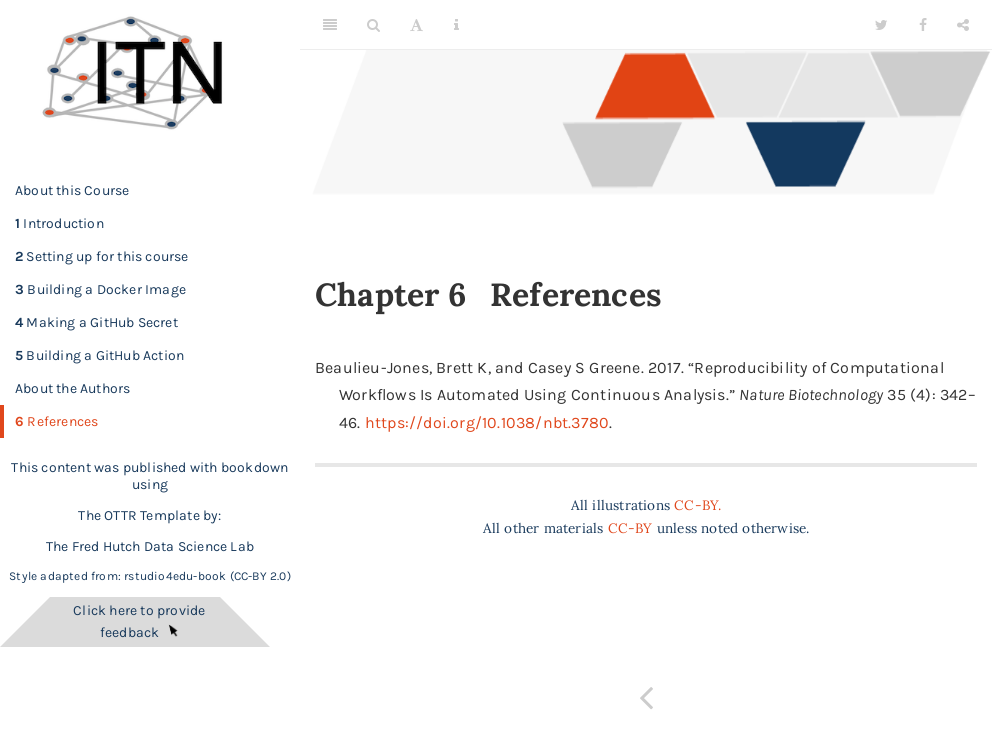 ITN
About this Course
1 Introduction
2 Setting up for this course
3 Building a Docker Image
4 Making a GitHub Secret
5 Building a GitHub Action
About the Authors
6 References
This content was published with bookdown
using
The OTTR Template by:
The Fred Hutch Data Science Lab
Style adapted from: rstudio4edu-book (CC-BY 2.0)
Click here to provide
feedback
Chapter 6 References
Beaulieu-Jones, Brett K, and Casey S Greene. 2017. “Reproducibility of Computational
Workflows Is Automated Using Continuous Analysis.” Nature Biotechnology 35 (4): 342–
46. https://doi.org/10.1038/nbt.3780.
All illustrations CC-BY.
All other materials CC-BY unless noted otherwise.